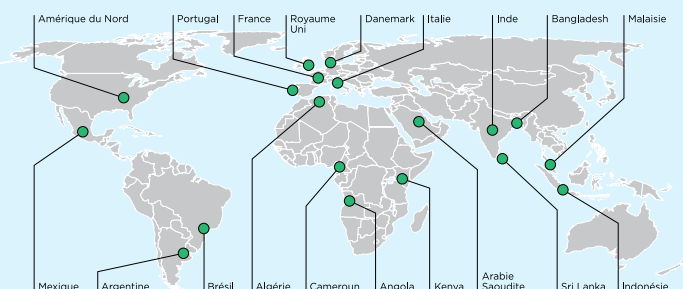 Amérique du Nord
Portugal
France
Royaume
Uni
Danemark
Italie
Inde
Bangladesh
Malaisie
Mexique
Argentine
Brésil
Algérie
Cameroun
Angola
Kenya
Arabie
Saoudite
Sri Lanka
Indonésie